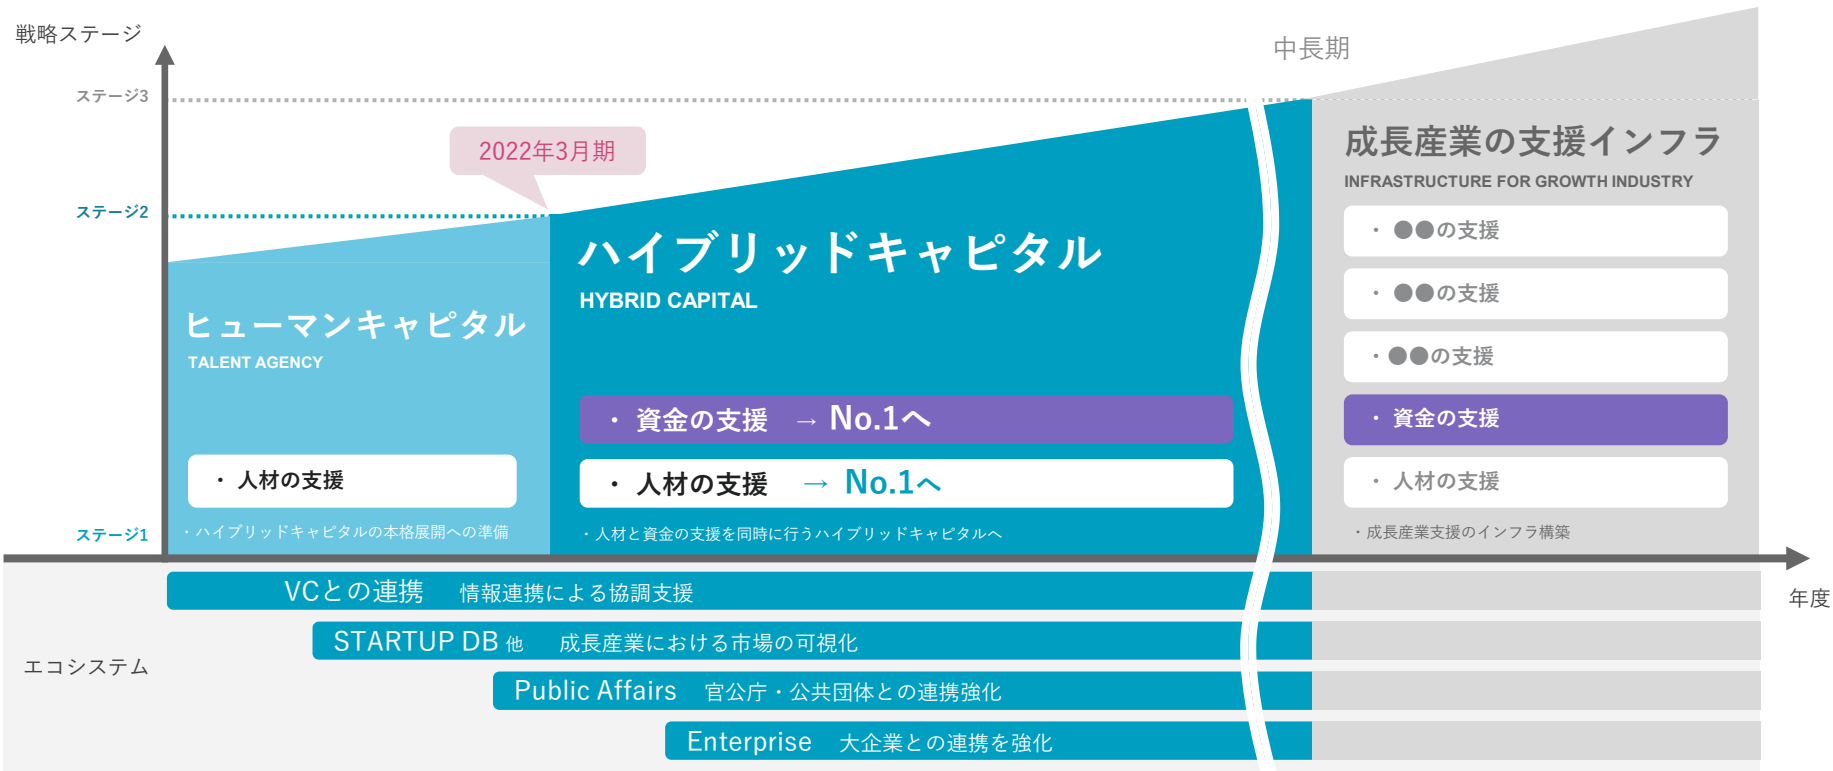 戦略ステージ
中長期
ステージ3
2022年3月期
成長産業の支援インフラ
INFRASTRUCTURE FOR GROWTH INDUSTRY
ステージ2
・ ●●の支援
ハイブリッドキャピタル
HYBRID CAPITAL
・ ●●の支援
ヒューマンキャピタル
TALENT AGENCY
・●●の支援
・ 資金の支援 → No.1へ
・ 資金の支援
・ 人材の支援
・ 人材の支援 → No.1へ
・ 人材の支援
ステージ1
・ハイブリッドキャピタルの本格展開への準備
・人材と資金の支援を同時に行うハイブリッドキャピタルへ
・成長産業支援のインフラ構築
年度
VCとの連携 情報連携による協調支援
STARTUP DB 他 成長産業における市場の可視化
エコシステム
Public Affairs 官公庁・公共団体との連携強化
Enterprise 大企業との連携を強化